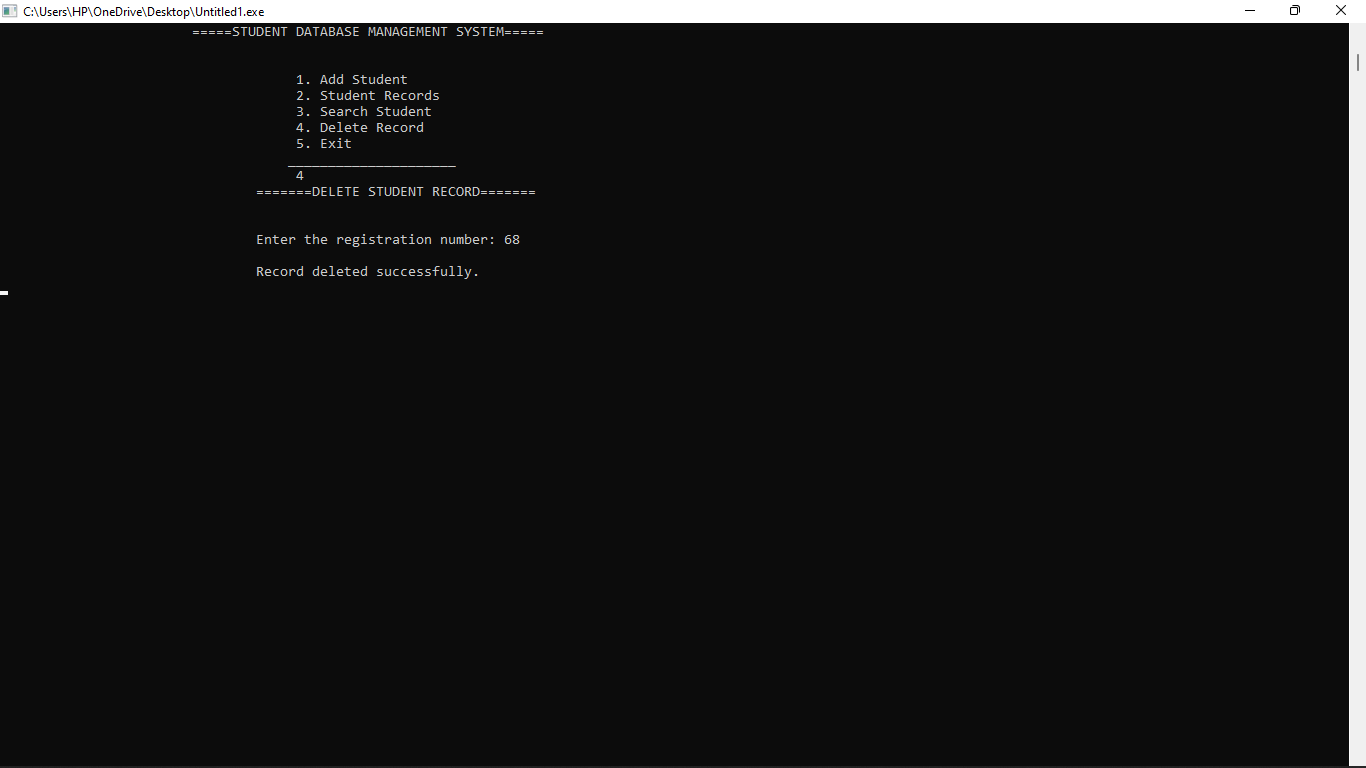 C:\Users\HP\OneDrive\Desktop\Untitled1.exe
=====STUDENT DATABASE MANAGEMENT SYSTEM=====
1. Add Student
2. Student Records
3. Search Student
4. Delete Record
5. Exit
_____________________
4
=======DELETE STUDENT RECORD=======
Enter the registration number: 68
Record deleted successfully.